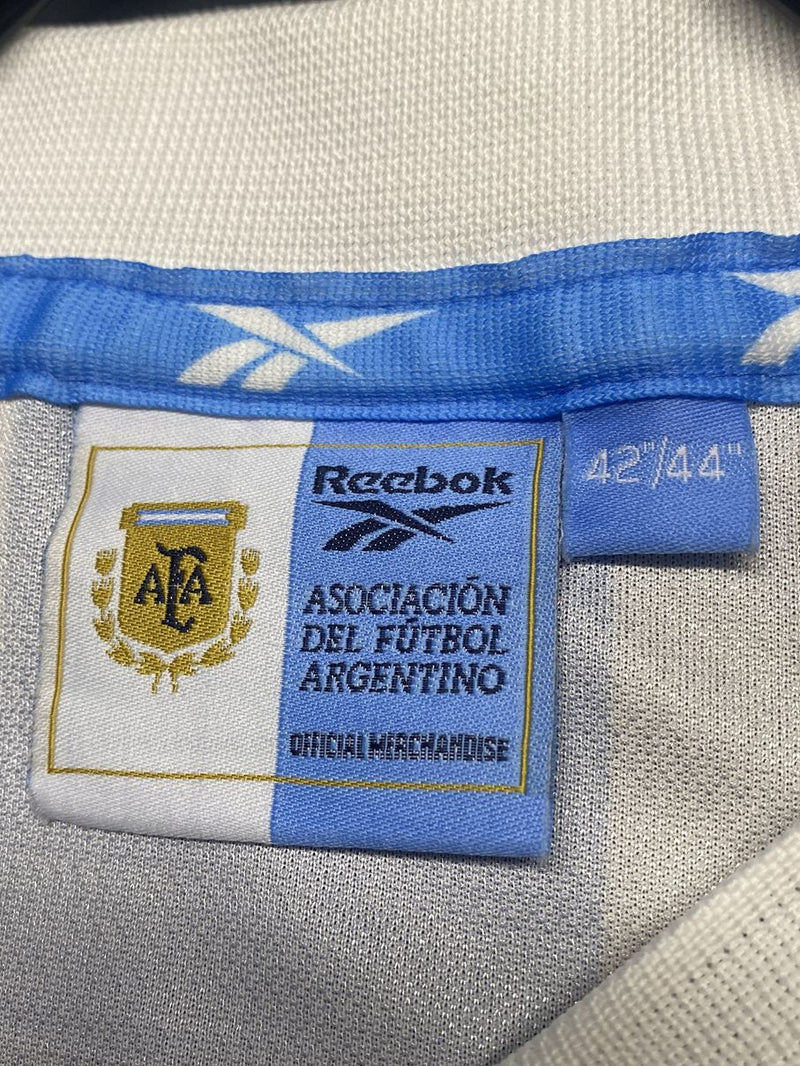 AFA
Reebok
42"/44"
ASOCIACIÓN
DEL FÚTBOL
ARGENTINO
OFFICIAL MERCHANDISE